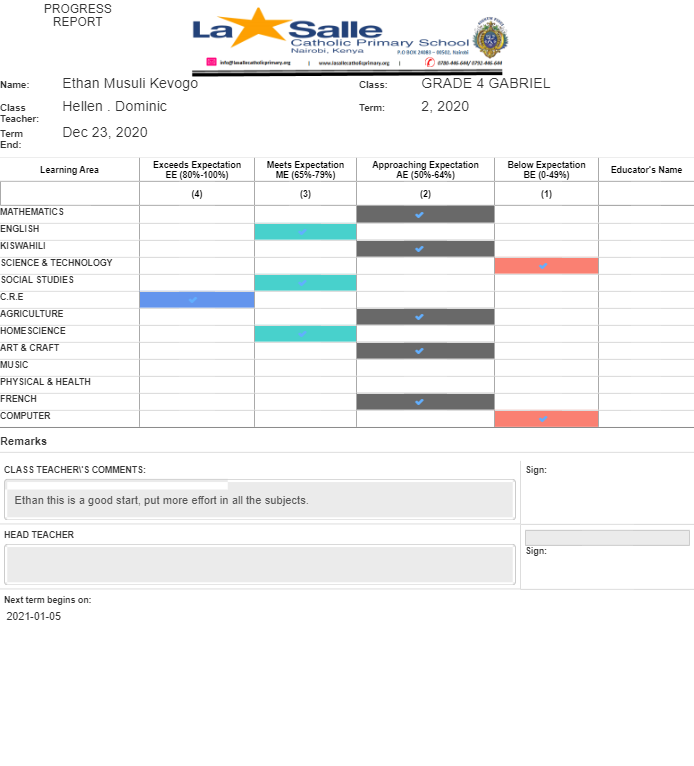 PROGRESS
REPORT
La Salle
Catholic Primary School
Nairobi, Kenya
P.O BOX 24083 – 00502, Nairobi
info@lasallecatholicprimary.org | www.lasallecatholicprimary.org | 0780-446-644/ 0792-446-644
Name: Ethan Musuli Kevogo Class: GRADE 4 GABRIEL
Class Teacher: Hellen . Dominic Term: 2, 2020
Term End: Dec 23, 2020
Learning Area Exceeds Expectation EE (80%-100%) Meets Expectation ME (65%-79%) Approaching Expectation AE (50%-64%) Below Expectation BE (0-49%) Educator's Name
(4) (3) (2) (1)
MATHEMATICS ✓
ENGLISH ✓
KISWAHILI ✓
SCIENCE & TECHNOLOGY ✓
SOCIAL STUDIES ✓
C.R.E ✓
AGRICULTURE ✓
HOMESCIENCE ✓
ART & CRAFT ✓
MUSIC
PHYSICAL & HEALTH
FRENCH ✓
COMPUTER ✓
Remarks
CLASS TEACHER\'S COMMENTS: Sign:
Ethan this is a good start, put more effort in all the subjects.
HEAD TEACHER
Sign:
Next term begins on:
2021-01-05